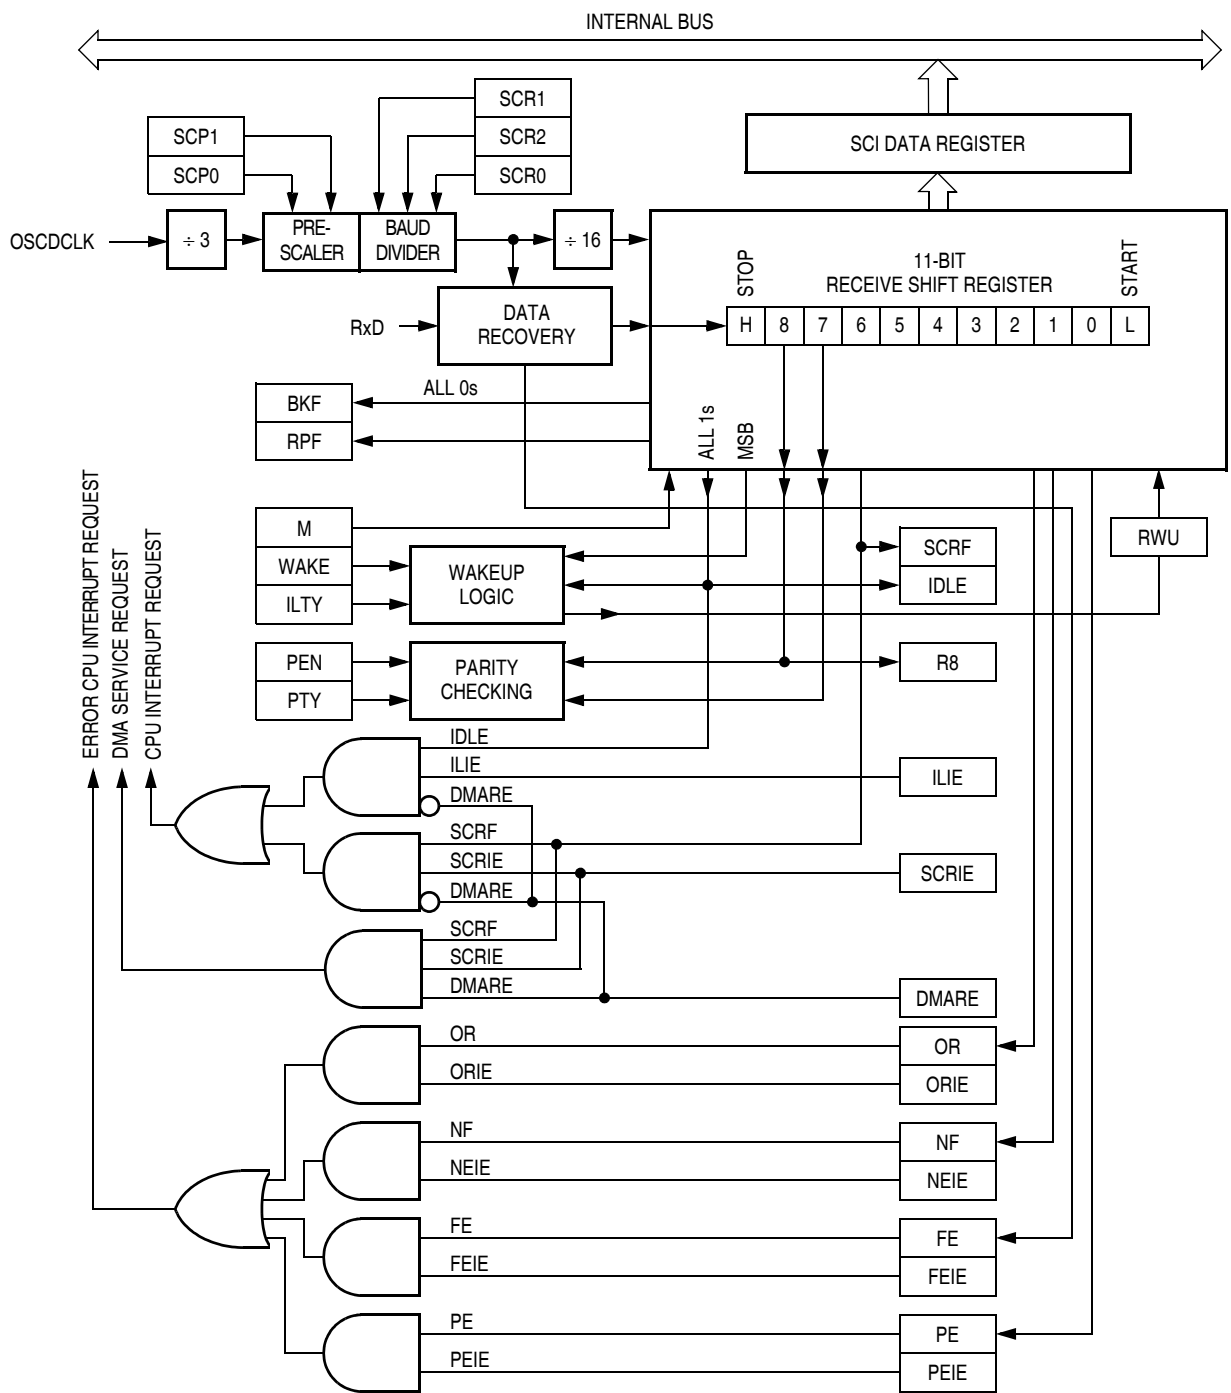 INTERNAL BUS
SCR1
SCR2
SCR0
SCP1
SCP0
SCI DATA REGISTER
OSCDCLK
÷ 3
PRE-
SCALER
BAUD
DIVIDER
÷ 16
STOP
11-BIT
RECEIVE SHIFT REGISTER
START
RxD
DATA
RECOVERY
H 8 7 6 5 4 3 2 1 0 L
BKF
ALL 0s
RPF
ALL 1s
MSB
M
WAKE
ILTY
WAKEUP
LOGIC
SCRF
IDLE
RWU
PEN
PTY
PARITY
CHECKING
R8
ERROR CPU INTERRUPT REQUEST
DMA SERVICE REQUEST
CPU INTERRUPT REQUEST
IDLE
ILIE
ILIE
DMARE
SCRF
SCRIE
SCRIE
DMARE
SCRF
SCRIE
DMARE
DMARE
OR
OR
ORIE
ORIE
NF
NF
NEIE
NEIE
FE
FE
FEIE
FEIE
PE
PE
PEIE
PEIE